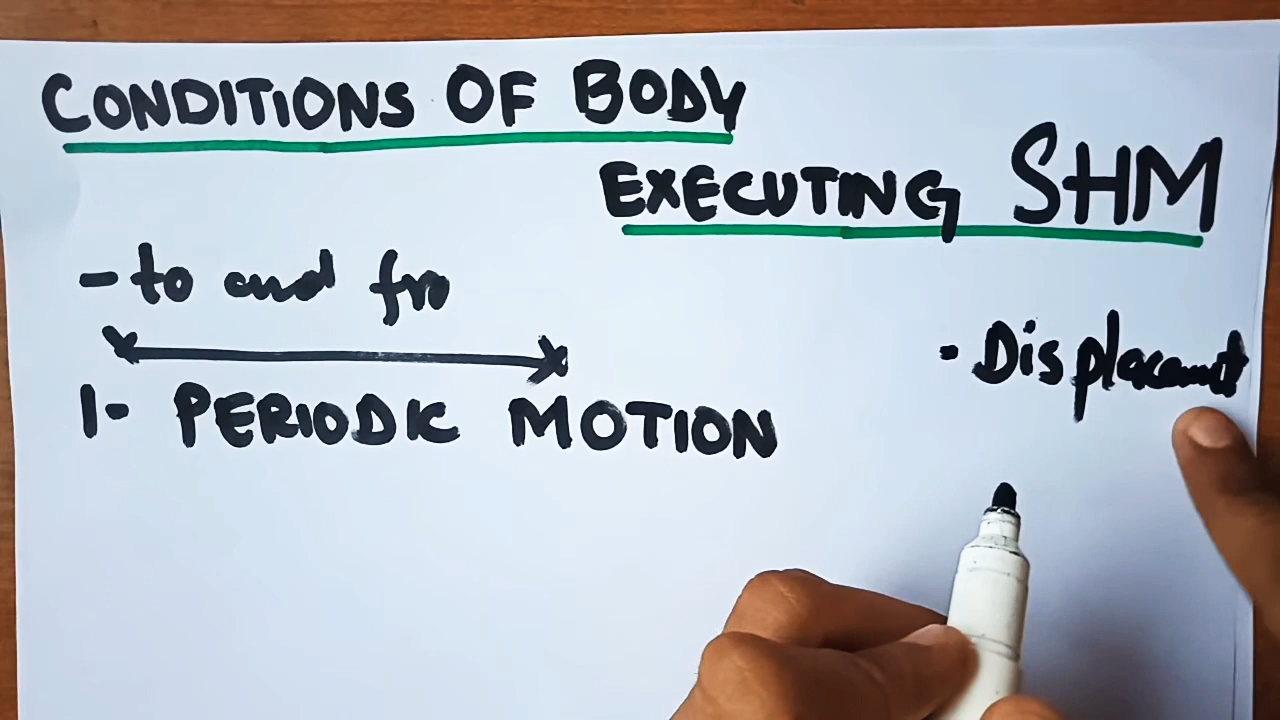 CONDITIONS OF BODY
EXECUTING SHM
- to and fro
• Displacement
1- PERIODIC MOTION